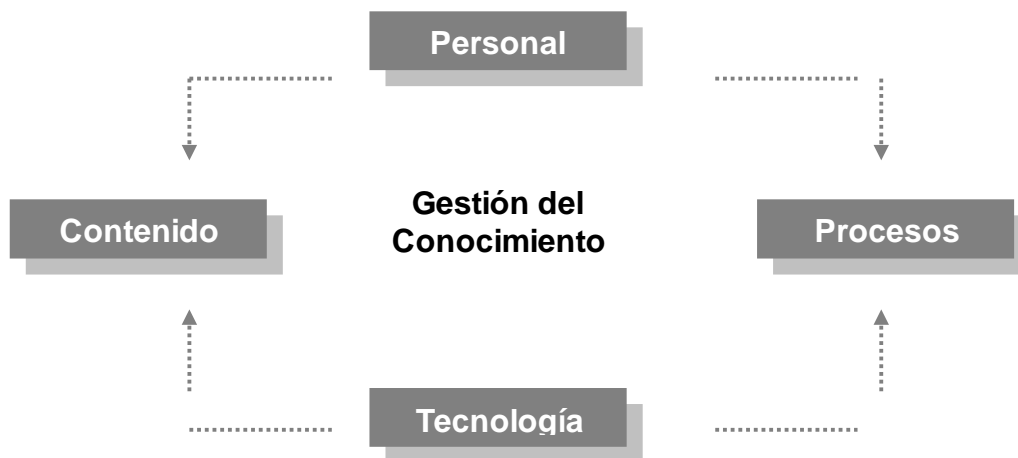 Personal
Contenido
Gestión del
Conocimiento
Procesos
Tecnología